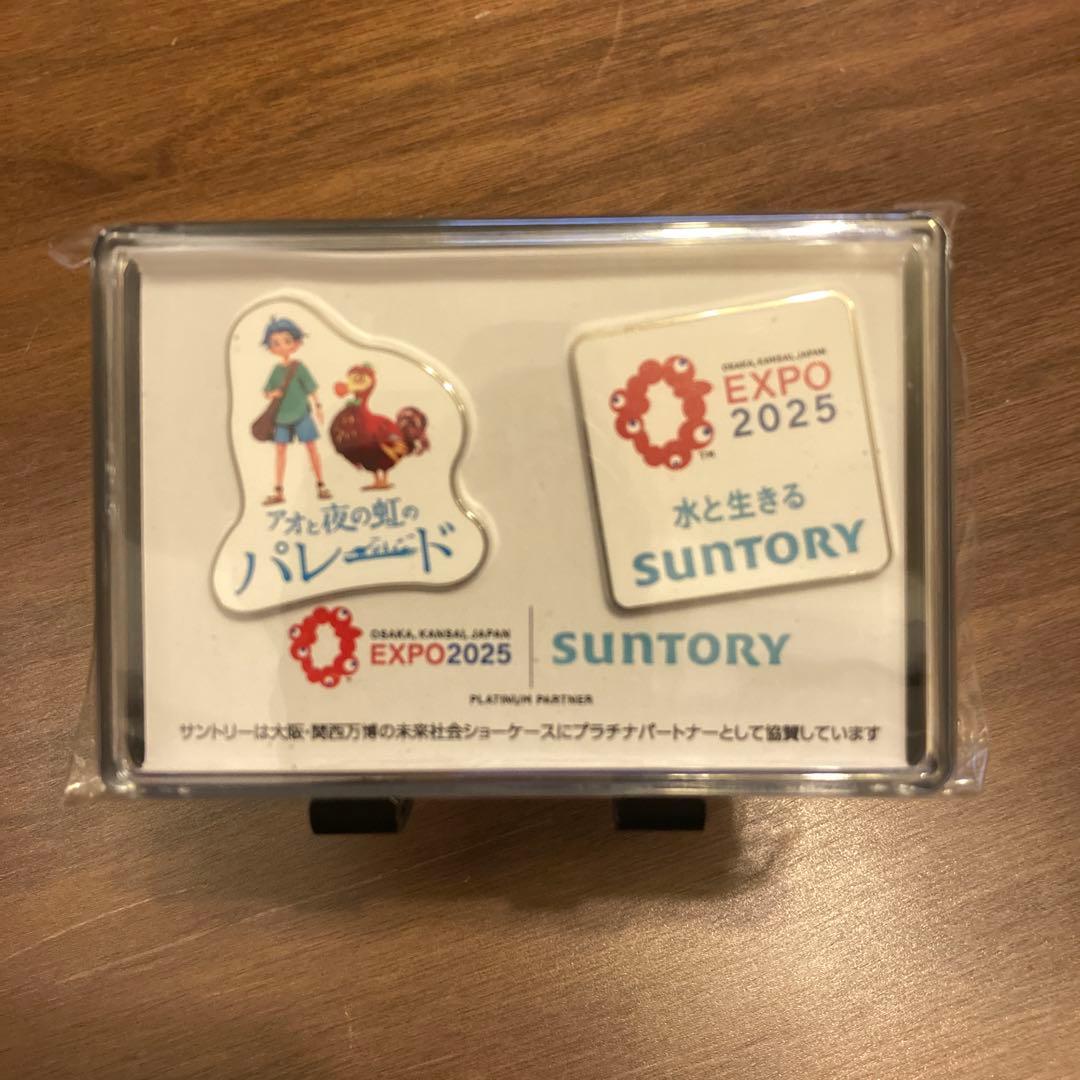 アオと夜の虹の
パレード
OSAKA, KANSAI, JAPAN
EXPO
2025
TM
水と生きる
SUNTORY
OSAKA, KANSAI, JAPAN
EXPO2025
SUNTORY
PLATINUM PARTNER
サントリーは大阪・関西万博の未来社会ショーケースにプラチナパートナーとして協賛しています